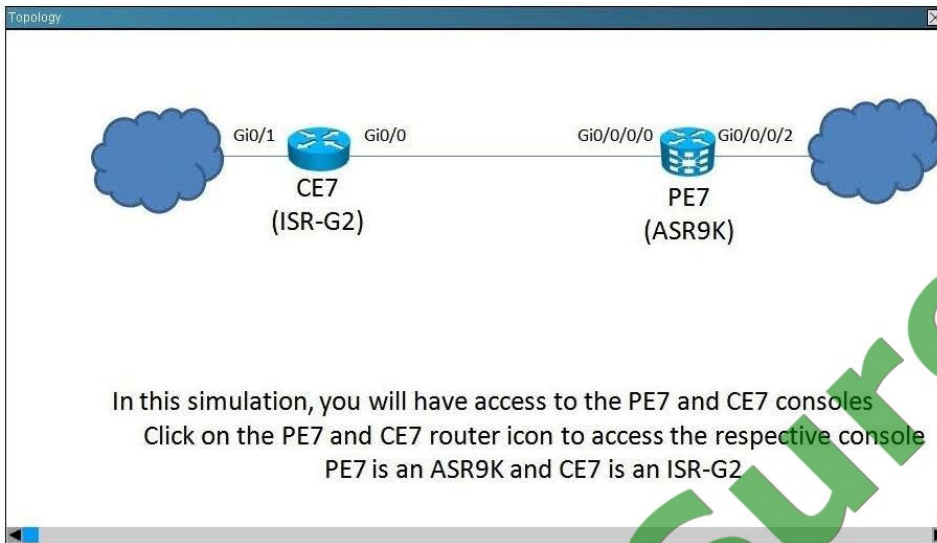 Topology
Gi0/1
Gi0/0
Gi0/0/0/0
Gi0/0/0/2
CE7
(ISR-G2)
PE7
(ASR9K)
In this simulation, you will have access to the PE7 and CE7 consoles
Click on the PE7 and CE7 router icon to access the respective console
PE7 is an ASR9K and CE7 is an ISR-G2